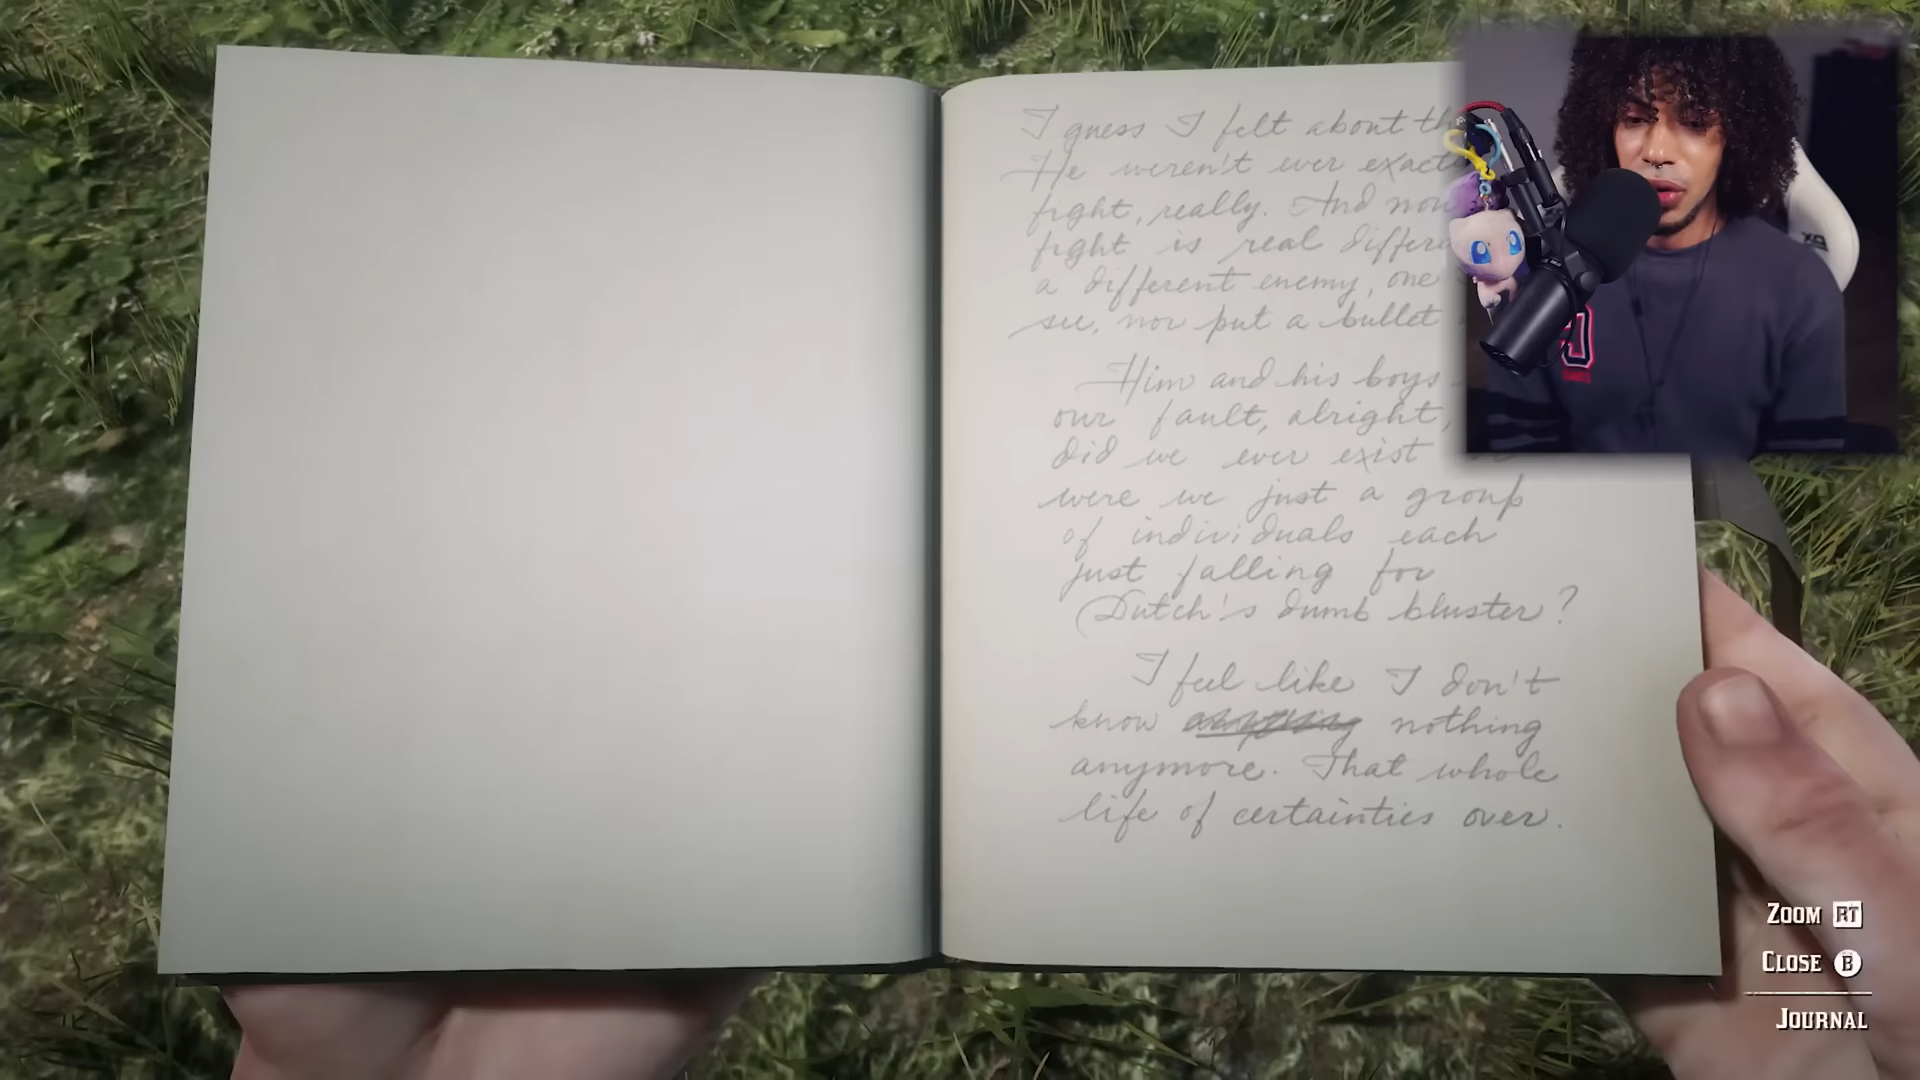 I guess I felt about th
He weren't ever exact
fight, really. And now
fight is real differ
a different enemy, one
see, nor put a bullet
Him and his boys
our fault, alright,
did we ever exist
were we just a group
of individuals each
just falling for
Dutch's dumb bluster?
I feel like I don't
know anything nothing
anymore. That whole
life of certainties over.
ZOOM RT
CLOSE B
JOURNAL